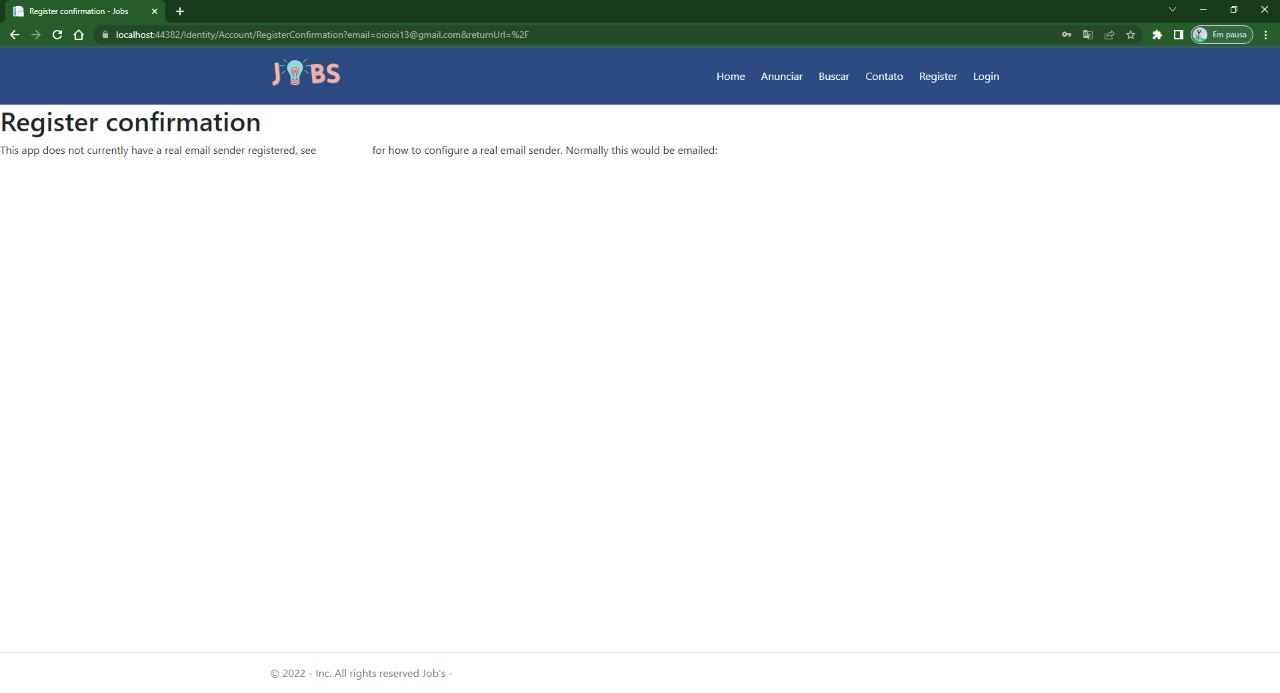 Register confirmation - Jobs
localhost:44382/Identity/Account/RegisterConfirmation?email=oioioi13@gmail.com&returnUrl=%2F
Em pausa
JOBS
Home Anunciar Buscar Contato Register Login
Register confirmation
This app does not currently have a real email sender registered, see for how to configure a real email sender. Normally this would be emailed:
© 2022 - Inc. All rights reserved Job's -